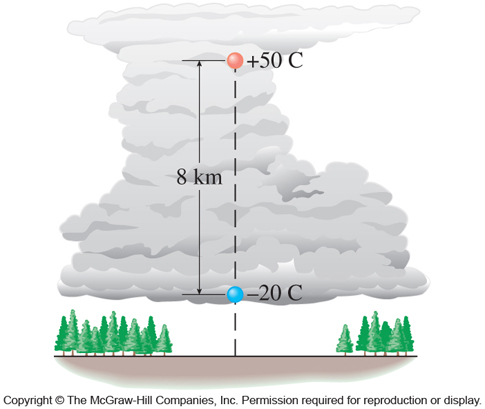 +50 C
8 km
–20 C
Copyright © The McGraw-Hill Companies, Inc. Permission required for reproduction or display.